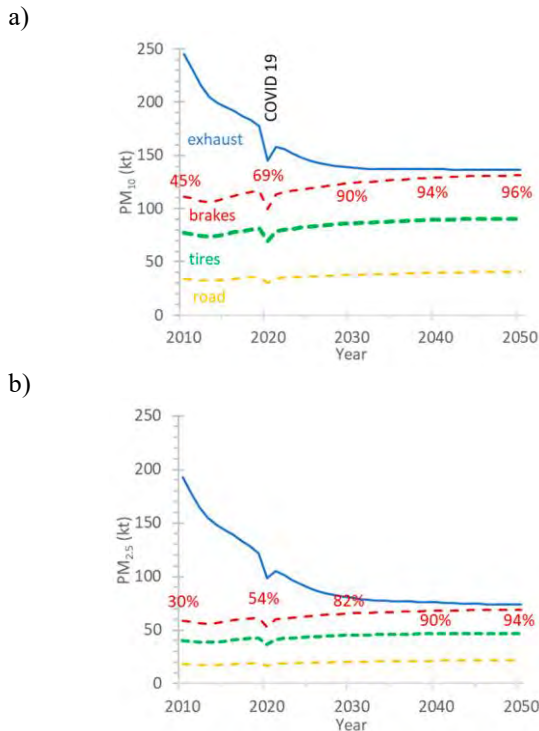 a)
250
200
150
100
50
0
PM10 (kt)
COVID 19
exhaust
45%
69%
90%
94%
96%
brakes
tires
road
2010
2020
2030
2040
2050
Year
b)
250
200
150
100
50
0
PM2.5 (kt)
30%
54%
82%
90%
94%
2010
2020
2030
2040
2050
Year